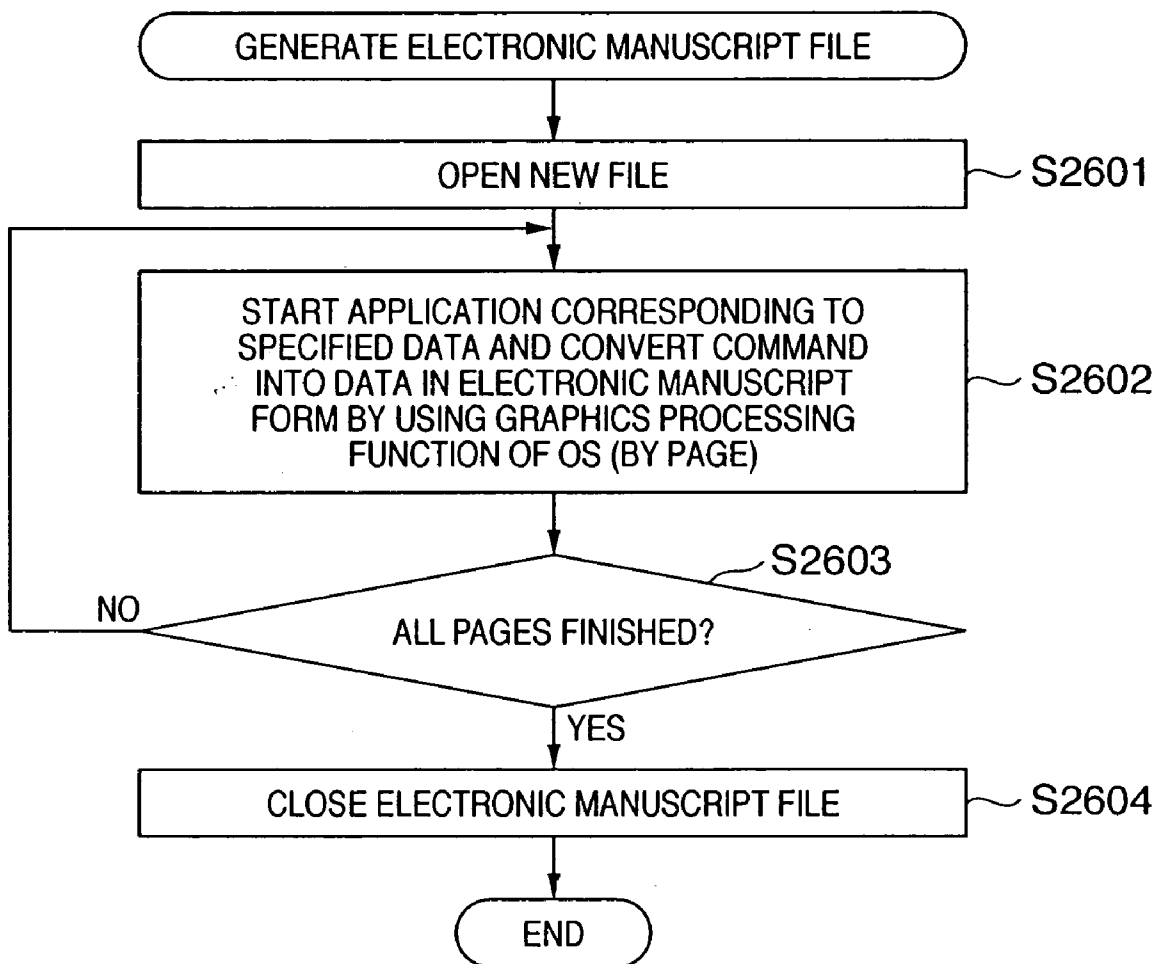 GENERATE ELECTRONIC MANUSCRIPT FILE
OPEN NEW FILE
S2601
START APPLICATION CORRESPONDING TO
SPECIFIED DATA AND CONVERT COMMAND
INTO DATA IN ELECTRONIC MANUSCRIPT
FORM BY USING GRAPHICS PROCESSING
FUNCTION OF OS (BY PAGE)
S2602
S2603
NO
ALL PAGES FINISHED?
YES
CLOSE ELECTRONIC MANUSCRIPT FILE
S2604
END